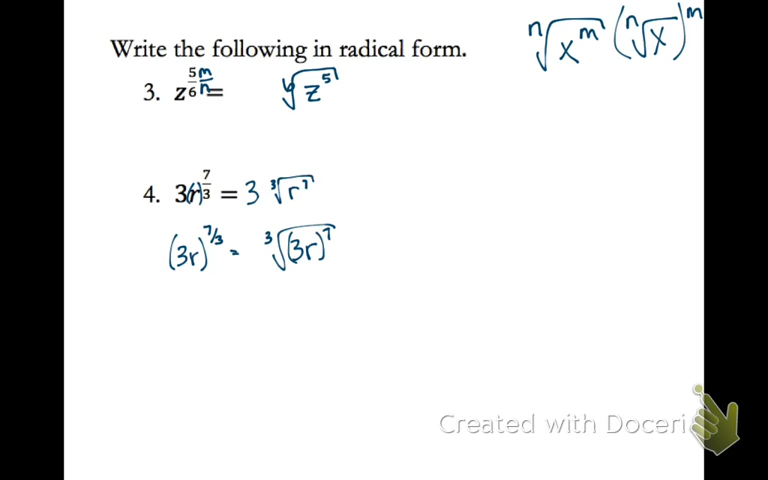 Write the following in radical form.
ⁿ√(xᵐ) (ⁿ√x)ᵐ
3. z^(5/6) m/n = ⁶√(z⁵)
4. 3(r)^(7/3) = 3 ³√(r⁷)
(3r)^(7/3) = ³√((3r)⁷)
Created with Doceri